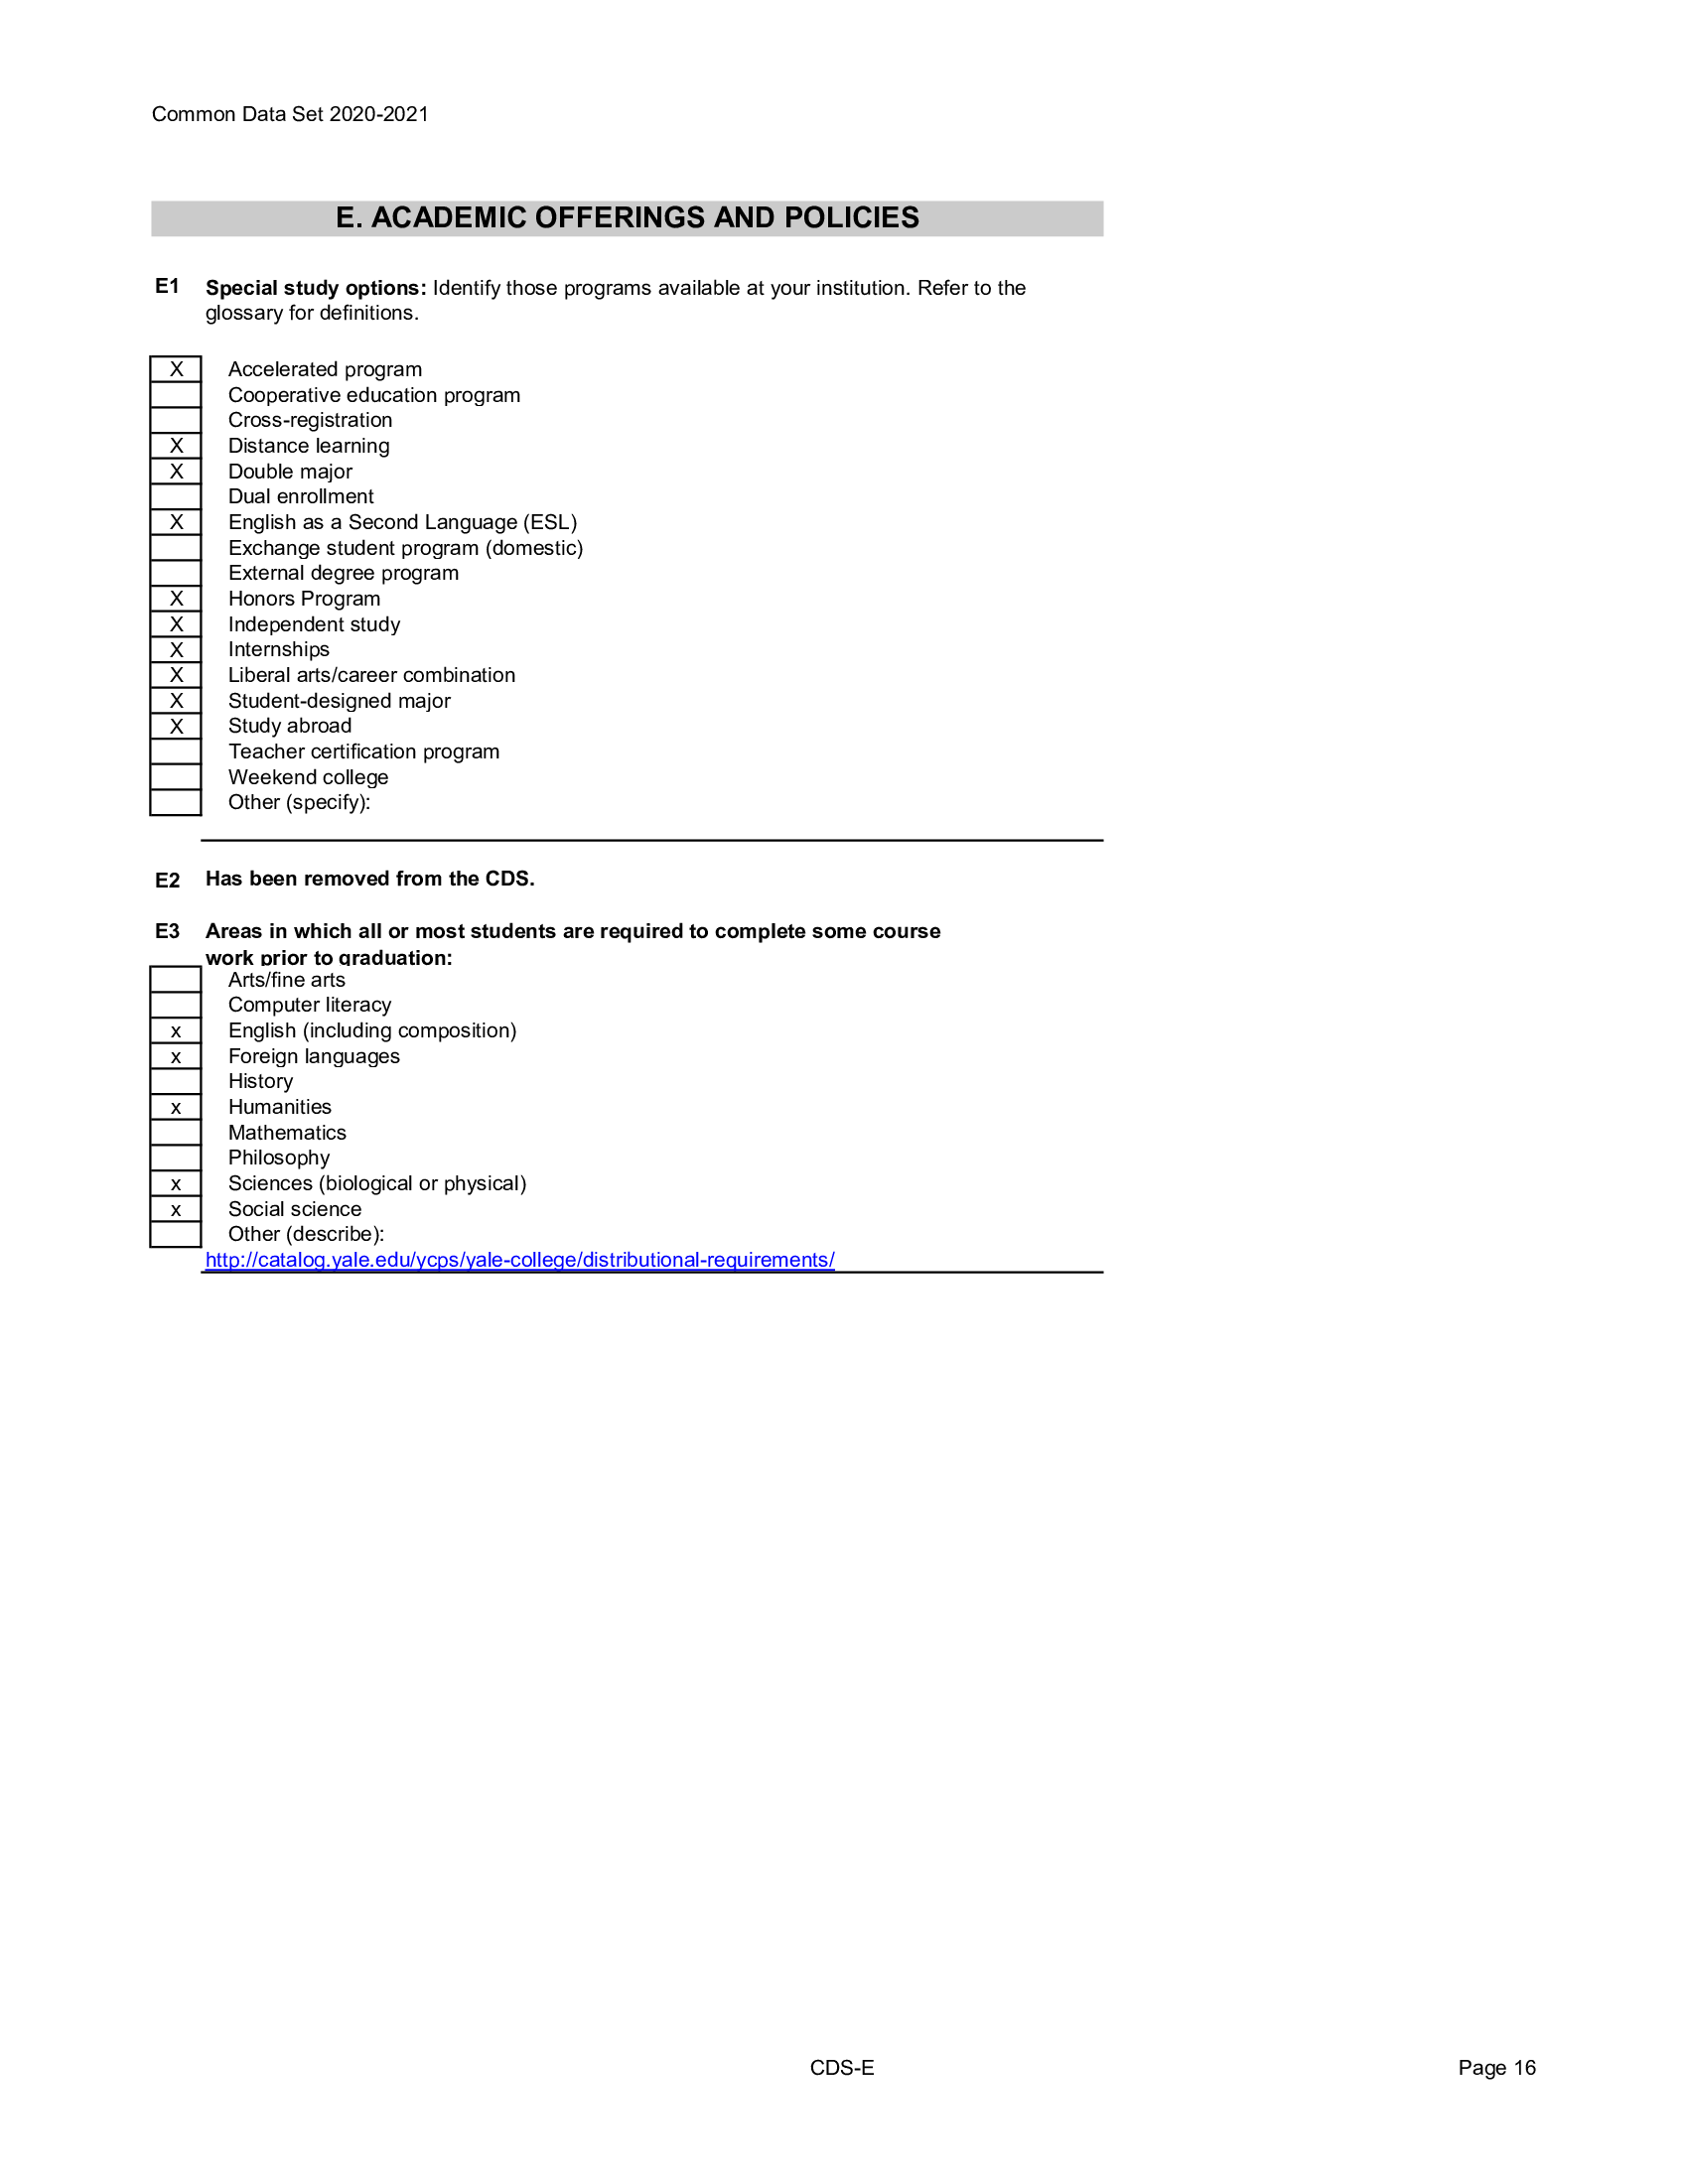 Common Data Set 2020-2021
E. ACADEMIC OFFERINGS AND POLICIES
E1 Special study options: Identify those programs available at your institution. Refer to the
glossary for definitions.
X Accelerated program
Cooperative education program
Cross-registration
X Distance learning
X Double major
Dual enrollment
X English as a Second Language (ESL)
Exchange student program (domestic)
External degree program
X Honors Program
X Independent study
X Internships
X Liberal arts/career combination
X Student-designed major
X Study abroad
Teacher certification program
Weekend college
Other (specify):
E2 Has been removed from the CDS.
E3 Areas in which all or most students are required to complete some course
work prior to graduation:
Arts/fine arts
Computer literacy
x English (including composition)
x Foreign languages
History
x Humanities
Mathematics
Philosophy
x Sciences (biological or physical)
x Social science
Other (describe):
http://catalog.yale.edu/ycps/yale-college/distributional-requirements/
CDS-E Page 16